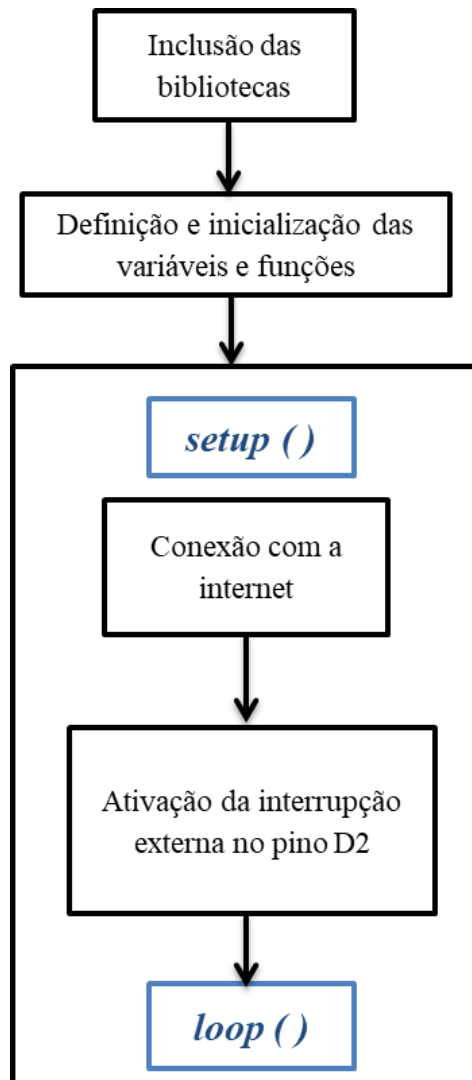 Inclusão das
bibliotecas
Definição e inicialização das
variáveis e funções
setup ( )
Conexão com a
internet
Ativação da interrupção
externa no pino D2
loop ( )